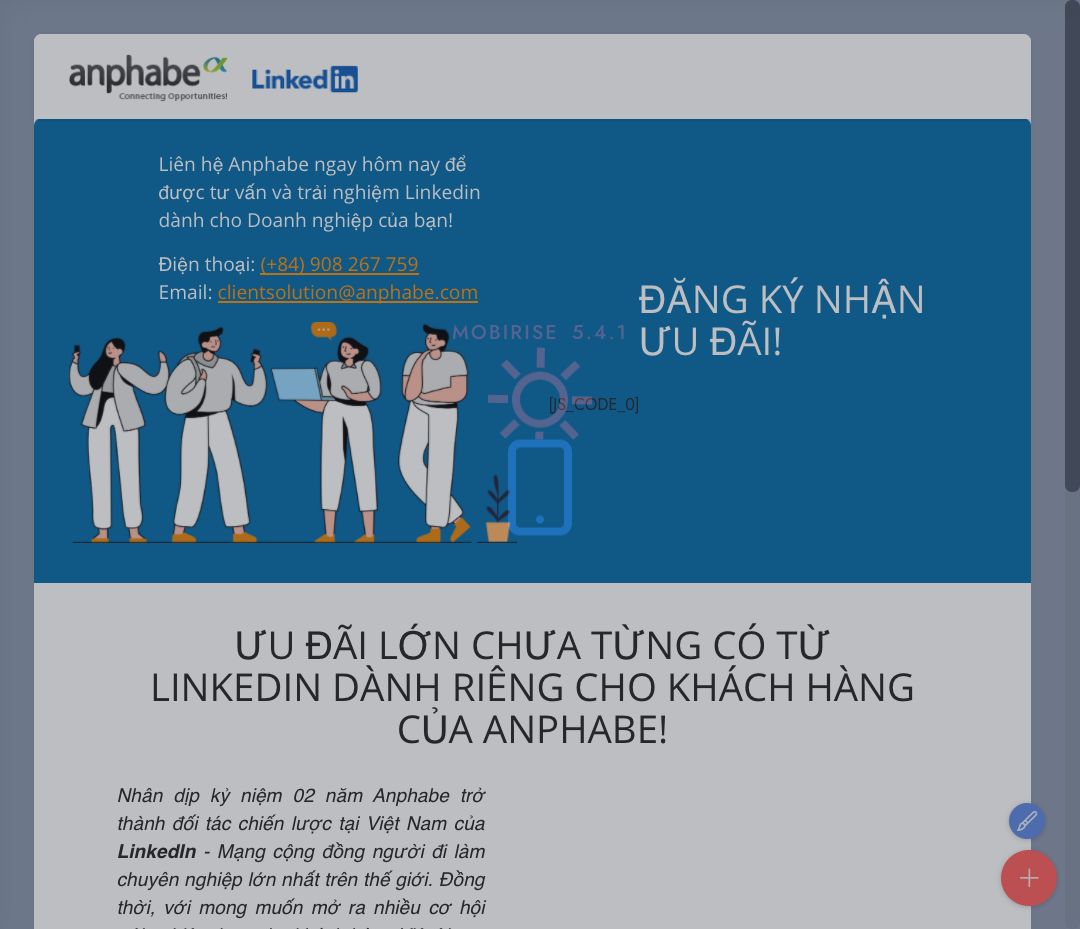 anphabe
Connecting Opportunities!
Linked in
Liên hệ Anphabe ngay hôm nay để
được tư vấn và trải nghiệm Linkedin
dành cho Doanh nghiệp của bạn!
Điện thoại: (+84) 908 267 759
Email: clientsolution@anphabe.com
MOBIRISE 5.4.1
ĐĂNG KÝ NHẬN
ƯU ĐÃI!
[JS_CODE_0]
ƯU ĐÃI LỚN CHƯA TỪNG CÓ TỪ
LINKEDIN DÀNH RIÊNG CHO KHÁCH HÀNG
CỦA ANPHABE!
Nhân dịp kỷ niệm 02 năm Anphabe trở
thành đối tác chiến lược tại Việt Nam của
LinkedIn - Mạng cộng đồng người đi làm
chuyên nghiệp lớn nhất trên thế giới. Đồng
thời, với mong muốn mở ra nhiều cơ hội